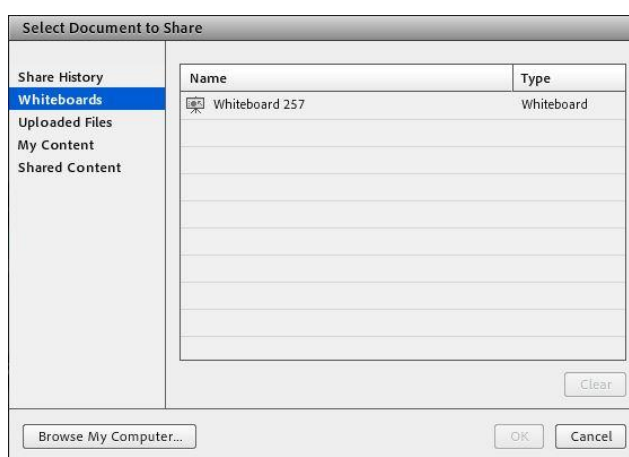 Select Document to Share
Share History
Whiteboards
Uploaded Files
My Content
Shared Content
Name Type
Whiteboard 257 Whiteboard
Clear
Browse My Computer... OK Cancel